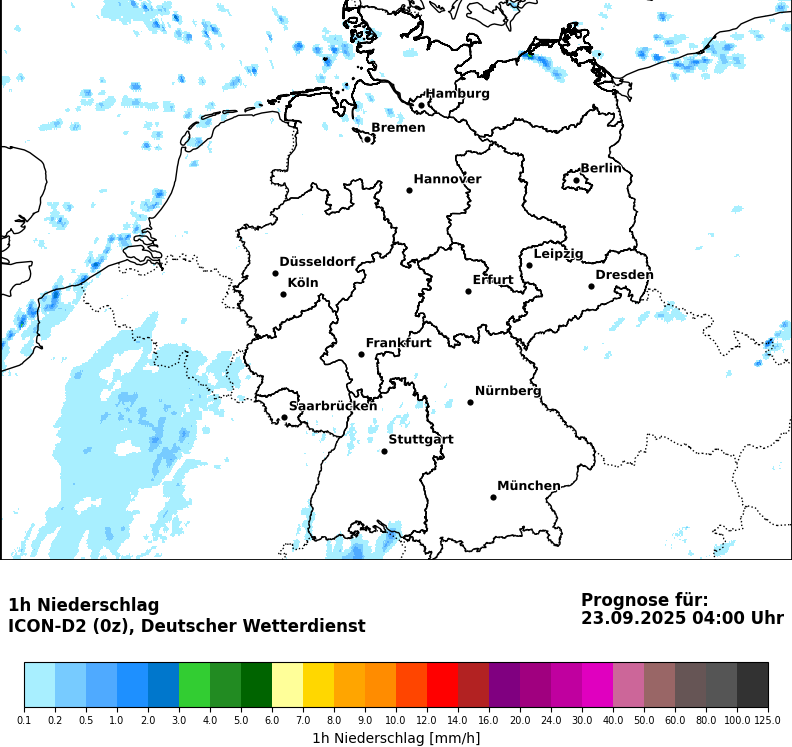 Hamburg
Bremen
Berlin
Hannover
Leipzig
Düsseldorf
Dresden
Köln
Erfurt
Frankfurt
Nürnberg
Saarbrücken
Stuttgart
München
1h Niederschlag
ICON-D2 (0z), Deutscher Wetterdienst
Prognose für:
23.09.2025 04:00 Uhr
0.1 0.2 0.5 1.0 2.0 3.0 4.0 5.0 6.0 7.0 8.0 9.0 10.0 12.0 14.0 16.0 20.0 24.0 30.0 40.0 50.0 60.0 80.0 100.0 125.0
1h Niederschlag [mm/h]